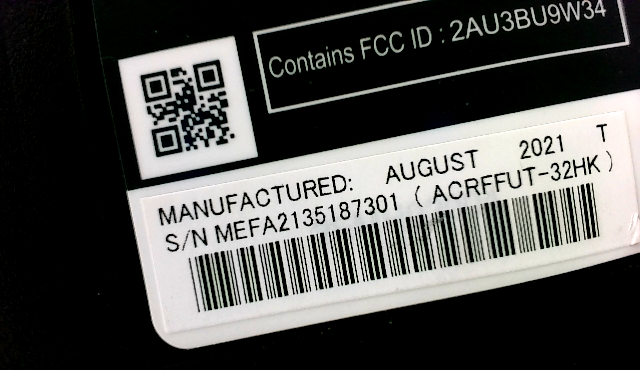 Contains FCC ID : 2AU3BU9W34
MANUFACTURED: AUGUST 2021 T
S/N MEFA2135187301 ( ACRFFUT-32HK )